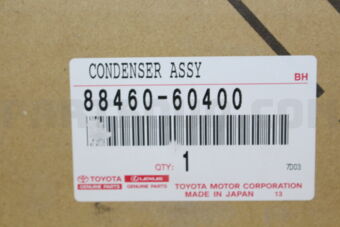 CONDENSER ASSY
BH
88460-60400
QTY: 1
7D03
TOYOTA LEXUS TOYOTA MOTOR CORPORATION
GENUINE PARTS GENUINE PARTS MADE IN JAPAN 13